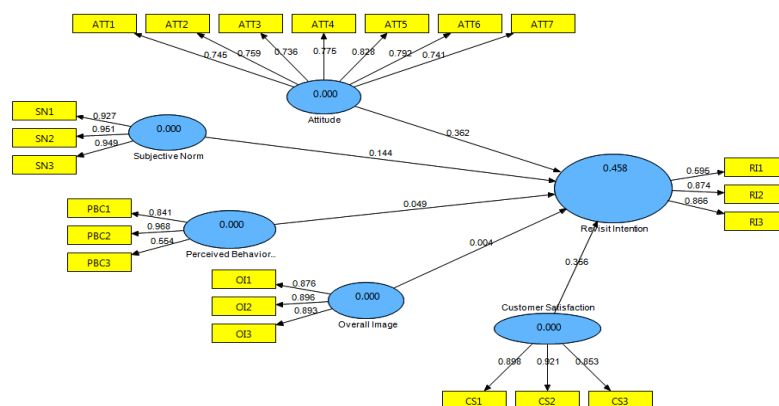 ATT1 ATT2 ATT3 ATT4 ATT5 ATT6 ATT7
0.745 0.759 0.736 0.775 0.828 0.792 0.741
0.000
Attitude
SN1
SN2
SN3
0.927
0.951
0.949
0.000
Subjective Norm
0.362
0.144
0.458
Revisit Intention
0.595
0.874
0.866
RI1
RI2
RI3
PBC1
PBC2
PBC3
0.841
0.968
0.554
0.000
Perceived Behavior...
0.049
0.004
0.356
OI1
OI2
OI3
0.876
0.896
0.893
0.000
Overall Image
Customer Satisfaction
0.000
0.898 0.921 0.853
CS1 CS2 CS3